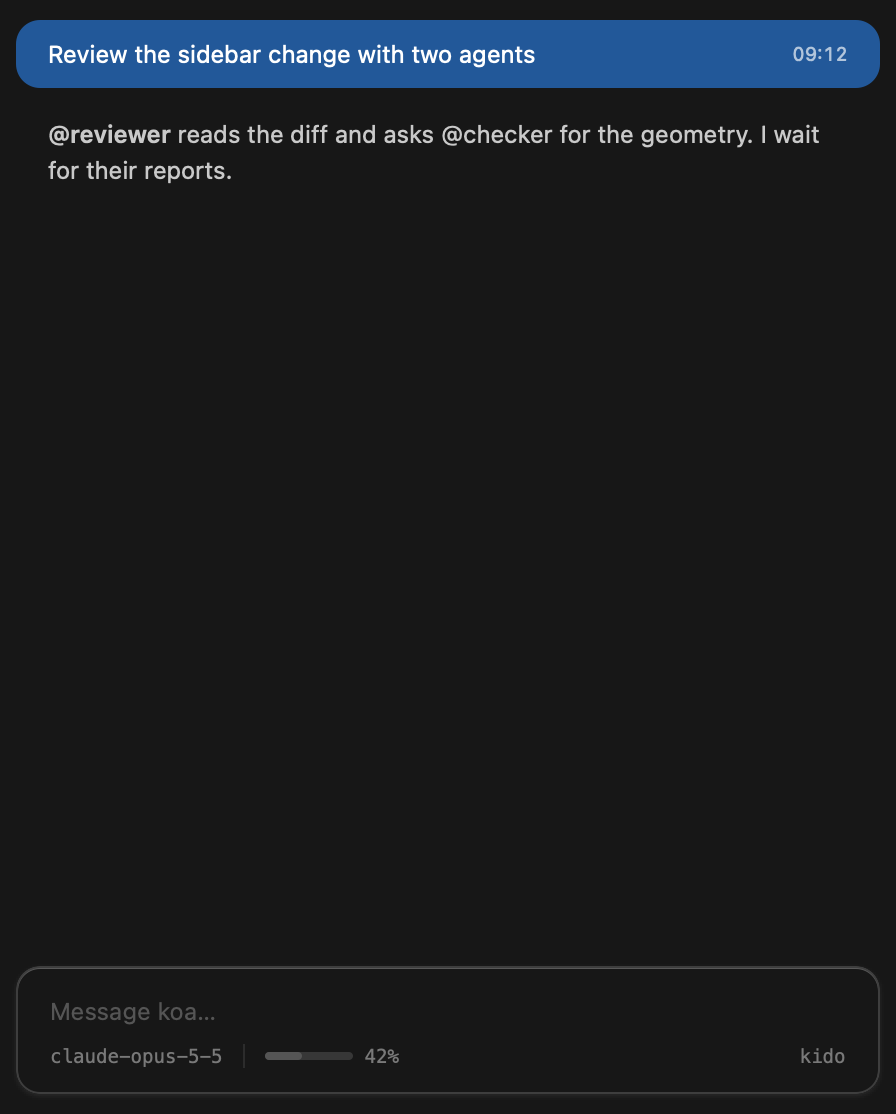 Review the sidebar change with two agents 09:12
@reviewer reads the diff and asks @checker for the geometry. I wait
for their reports.
Message koa...
claude-opus-5-5 42% kido